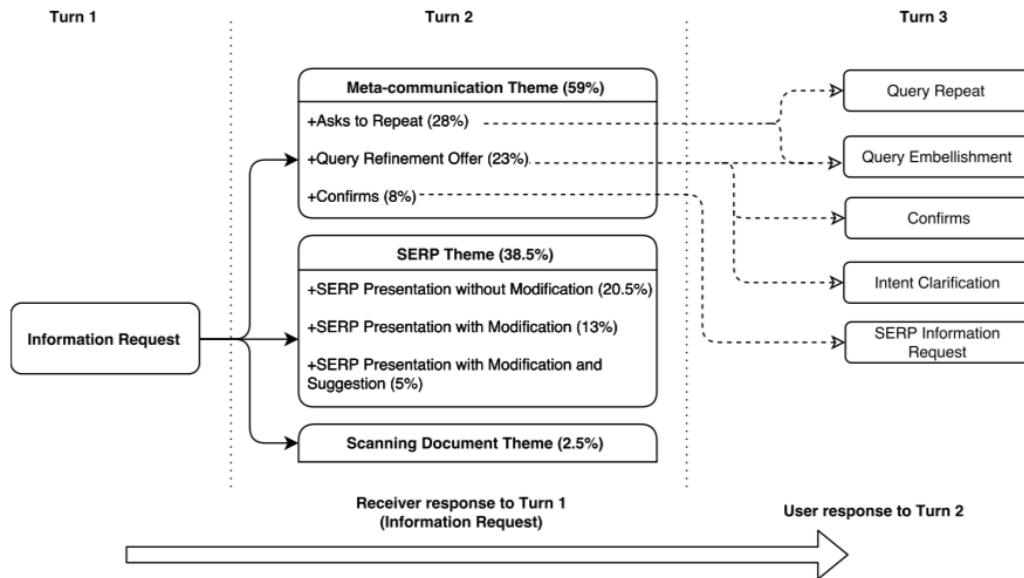 Turn 1
Turn 2
Turn 3
Information Request
Meta-communication Theme (59%)
+Asks to Repeat (28%)
+Query Refinement Offer (23%)
+Confirms (8%)
SERP Theme (38.5%)
+SERP Presentation without Modification (20.5%)
+SERP Presentation with Modification (13%)
+SERP Presentation with Modification and
Suggestion (5%)
Scanning Document Theme (2.5%)
Query Repeat
Query Embellishment
Confirms
Intent Clarification
SERP Information
Request
Receiver response to Turn 1
(Information Request)
User response to Turn 2